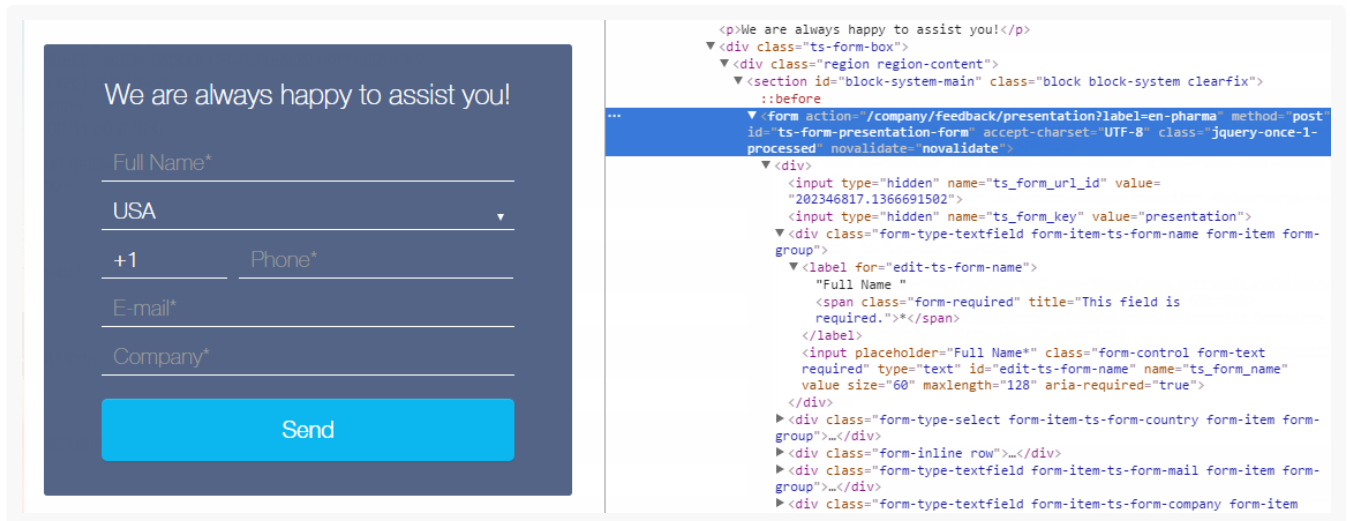 We are always happy to assist you!
Full Name*
USA
+1 Phone*
E-mail*
Company*
Send
<p>We are always happy to assist you!</p>
▼<div class="ts-form-box">
▼<div class="region region-content">
▼<section id="block-system-main" class="block block-system clearfix">
::before
▼<form action="/company/feedback/presentation?label=en-pharma" method="post"
id="ts-form-presentation-form" accept-charset="UTF-8" class="jquery-once-1-
processed" novalidate="novalidate">
▼<div>
<input type="hidden" name="ts_form_url_id" value=
"202346817.1366691502">
<input type="hidden" name="ts_form_key" value="presentation">
▼<div class="form-type-textfield form-item-ts-form-name form-item form-
group">
▼<label for="edit-ts-form-name">
"Full Name "
<span class="form-required" title="This field is
required.">*</span>
</label>
<input placeholder="Full Name*" class="form-control form-text
required" type="text" id="edit-ts-form-name" name="ts_form_name"
value size="60" maxlength="128" aria-required="true">
</div>
▶<div class="form-type-select form-item-ts-form-country form-item form-
group">…</div>
▶<div class="form-inline row">…</div>
▶<div class="form-type-textfield form-item-ts-form-mail form-item form-
group">…</div>
▶<div class="form-type-textfield form-item-ts-form-company form-item